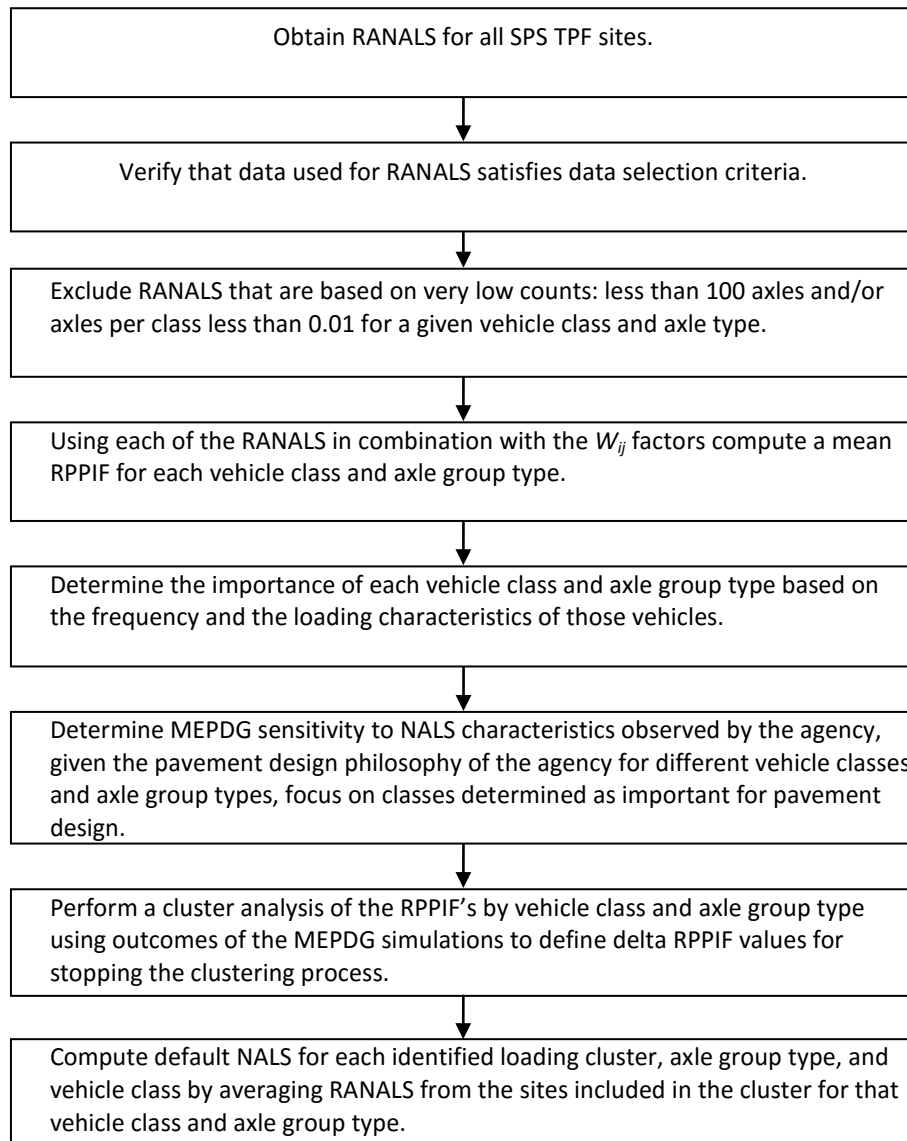 Obtain RANALS for all SPS TPF sites.
Verify that data used for RANALS satisfies data selection criteria.
Exclude RANALS that are based on very low counts: less than 100 axles and/or
axles per class less than 0.01 for a given vehicle class and axle type.
Using each of the RANALS in combination with the Wij factors compute a mean
RPPIF for each vehicle class and axle group type.
Determine the importance of each vehicle class and axle group type based on
the frequency and the loading characteristics of those vehicles.
Determine MEPDG sensitivity to NALS characteristics observed by the agency,
given the pavement design philosophy of the agency for different vehicle classes
and axle group types, focus on classes determined as important for pavement
design.
Perform a cluster analysis of the RPPIF's by vehicle class and axle group type
using outcomes of the MEPDG simulations to define delta RPPIF values for
stopping the clustering process.
Compute default NALS for each identified loading cluster, axle group type, and
vehicle class by averaging RANALS from the sites included in the cluster for that
vehicle class and axle group type.